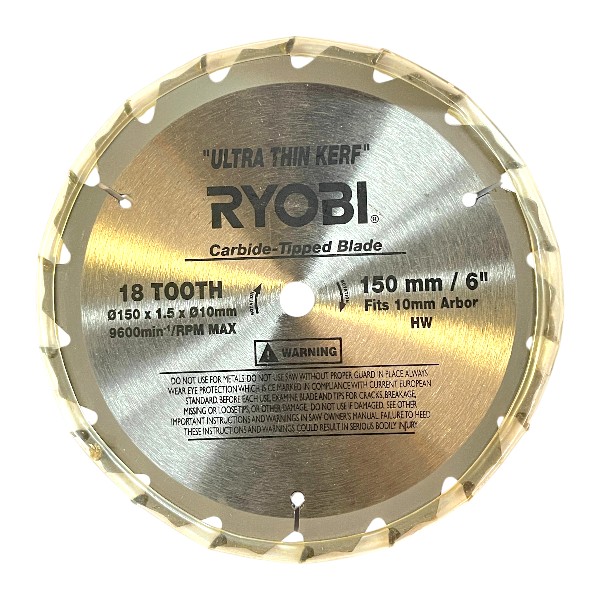 "ULTRA THIN KERF"
RYOBI®
Carbide-Tipped Blade
18 TOOTH
Ø150 x 1.5 x Ø10mm
9600min⁻¹/RPM MAX
ROTATION
ROTATION
150 mm / 6"
Fits 10mm Arbor
HW
WARNING
DO NOT USE FOR METALS. DO NOT USE SAW WITHOUT PROPER GUARD IN PLACE. ALWAYS
WEAR EYE PROTECTION WHICH IS CE MARKED IN COMPLIANCE WITH CURRENT EUROPEAN
STANDARD. BEFORE EACH USE, EXAMINE BLADE AND TIPS FOR CRACKS, BREAKAGE,
MISSING OR LOOSE TIPS, OR OTHER DAMAGE, DO NOT USE IF DAMAGED. SEE OTHER
IMPORTANT INSTRUCTIONS AND WARNINGS IN SAW OWNER'S MANUAL. FAILURE TO HEED
THESE INSTRUCTIONS AND WARNINGS COULD RESULT IN SERIOUS BODILY INJURY.